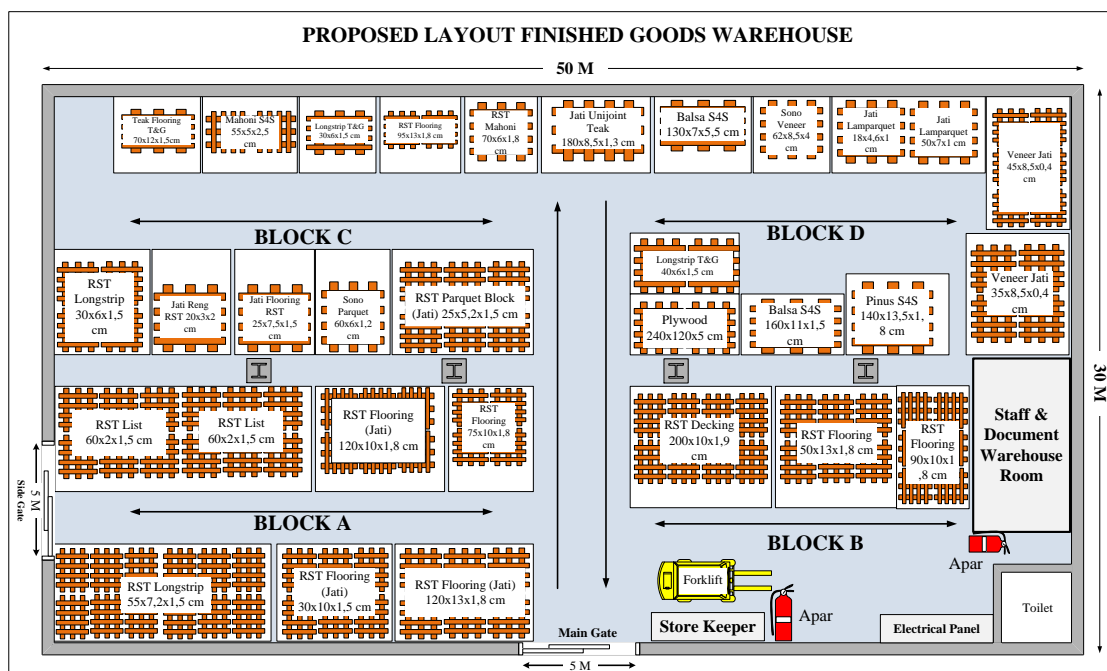 PROPOSED LAYOUT FINISHED GOODS WAREHOUSE
50 M
Teak Flooring
T&G
70x12x1,5cm
Mahoni S4S
55x5x2,5
cm
Longstrip T&G
30x6x1,5 cm
RST Flooring
95x13x1,8 cm
RST
Mahoni
70x6x1,8
cm
Jati Unijoint
Teak
180x8,5x1,3 cm
Balsa S4S
130x7x5,5 cm
Sono
Veneer
62x8,5x4
cm
Jati
Lamparquet
18x4,6x1
cm
Jati
Lamparquet
50x7x1 cm
Veneer Jati
45x8,5x0,4
cm
BLOCK C
BLOCK D
RST
Longstrip
30x6x1,5
cm
Jati Reng
RST 20x3x2
cm
Jati Flooring
RST
25x7,5x1,5
cm
Sono
Parquet
60x6x1,2
cm
RST Parquet Block
(Jati) 25x5,2x1,5 cm
Longstrip T&G
40x6x1,5 cm
Plywood
240x120x5 cm
Balsa S4S
160x11x1,5
cm
Pinus S4S
140x13,5x1,
8 cm
Veneer Jati
35x8,5x0,4
cm
30 M
RST List
60x2x1,5 cm
RST List
60x2x1,5 cm
RST Flooring
(Jati)
120x10x1,8 cm
RST
Flooring
75x10x1,8
cm
RST Decking
200x10x1,9
cm
RST Flooring
50x13x1,8 cm
RST
Flooring
90x10x1
,8 cm
Staff &
Document
Warehouse
Room
Side Gate
5 M
BLOCK A
BLOCK B
RST Longstrip
55x7,2x1,5 cm
RST Flooring
(Jati)
30x10x1,5 cm
RST Flooring (Jati)
120x13x1,8 cm
Forklift
Apar
Apar
Toilet
Main Gate
Store Keeper
Electrical Panel
5 M